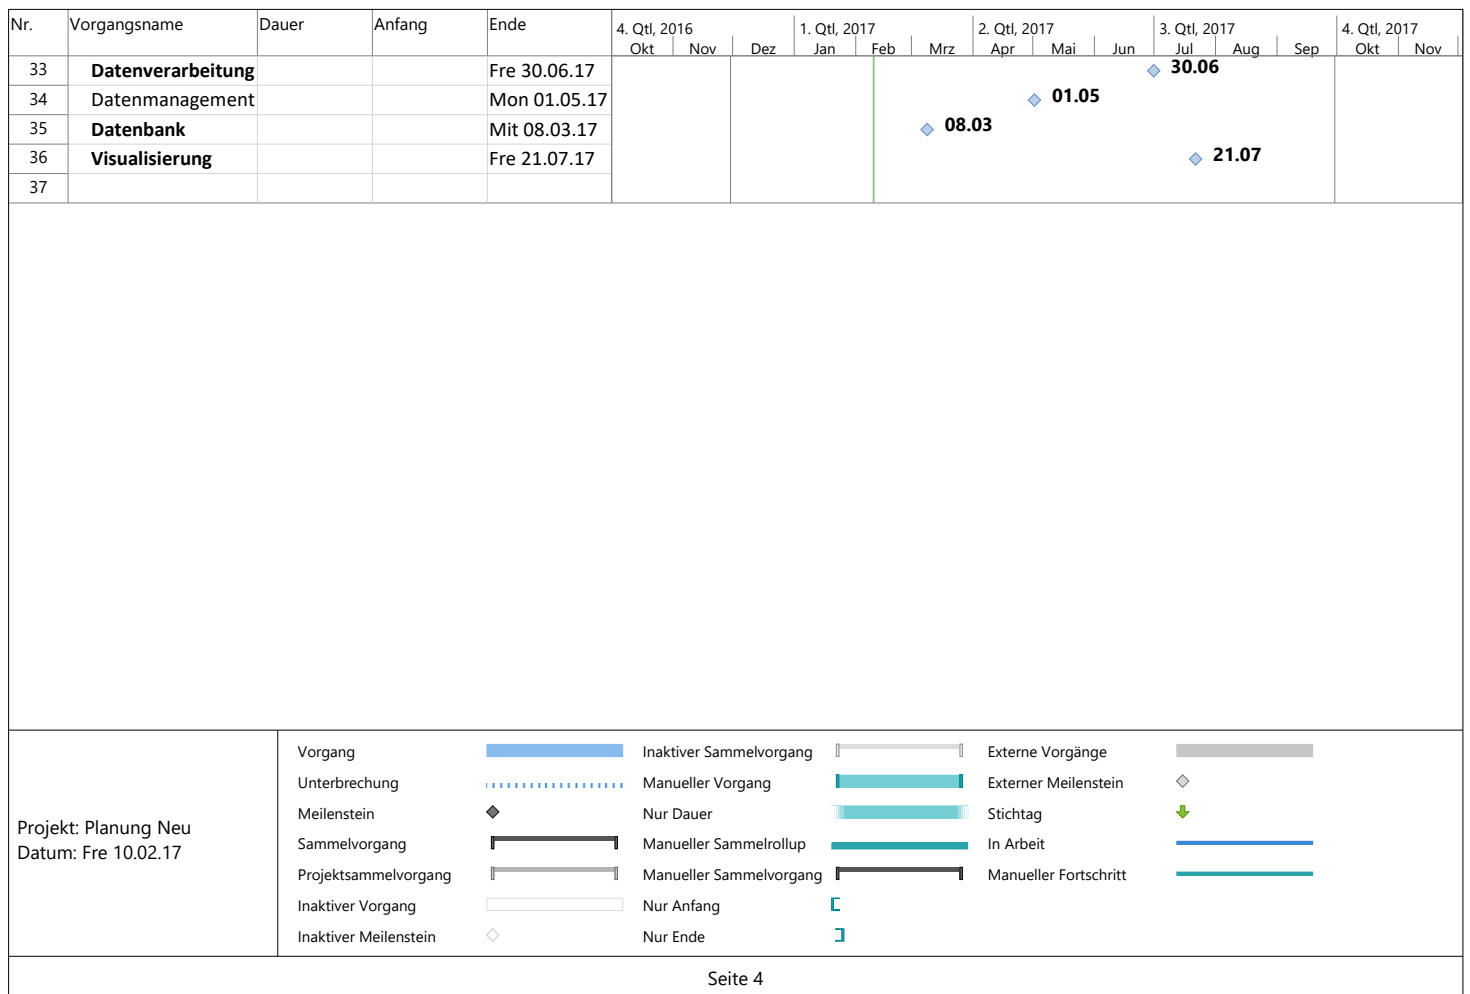 Nr. Vorgangsname Dauer Anfang Ende 4. Qtl, 2016 1. Qtl, 2017 2. Qtl, 2017 3. Qtl, 2017 4. Qtl, 2017
Okt Nov Dez Jan Feb Mrz Apr Mai Jun Jul Aug Sep Okt Nov
33 Datenverarbeitung Fre 30.06.17 30.06
34 Datenmanagement Mon 01.05.17 01.05
35 Datenbank Mit 08.03.17 08.03
36 Visualisierung Fre 21.07.17 21.07
37
Projekt: Planung Neu
Datum: Fre 10.02.17
Vorgang
Unterbrechung
Meilenstein
Sammelvorgang
Projektsammelvorgang
Inaktiver Vorgang
Inaktiver Meilenstein
Inaktiver Sammelvorgang
Manueller Vorgang
Nur Dauer
Manueller Sammelrollup
Manueller Sammelvorgang
Nur Anfang
Nur Ende
Externe Vorgänge
Externer Meilenstein
Stichtag
In Arbeit
Manueller Fortschritt
Seite 4